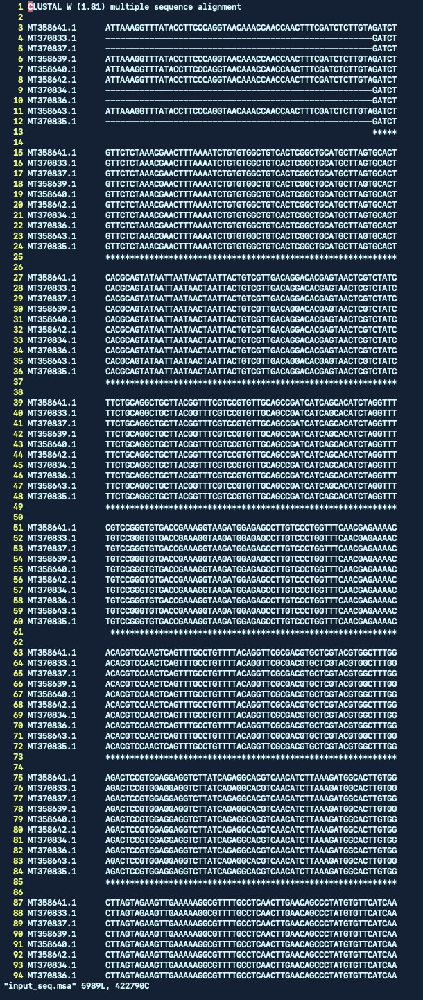 1 CLUSTAL W (1.81) multiple sequence alignment
2
3 MT358641.1 ATTAAAGGTTTATACCTTCCCAGGTAACAAACCAACCAACTTTCGATCTCTTGTAGATCT
4 MT370833.1 -------------------------------------------------------GATCT
5 MT370837.1 -------------------------------------------------------GATCT
6 MT358639.1 ATTAAAGGTTTATACCTTCCCAGGTAACAAACCAACCAACTTTCGATCTCTTGTAGATCT
7 MT358640.1 ATTAAAGGTTTATACCTTCCCAGGTAACAAACCAACCAACTTTCGATCTCTTGTAGATCT
8 MT358642.1 ATTAAAGGTTTATACCTTCCCAGGTAACAAACCAACCAACTTTCGATCTCTTGTAGATCT
9 MT370834.1 -------------------------------------------------------GATCT
10 MT370836.1 -------------------------------------------------------GATCT
11 MT358643.1 ATTAAAGGTTTATACCTTCCCAGGTAACAAACCAACCAACTTTCGATCTCTTGTAGATCT
12 MT370835.1 -------------------------------------------------------GATCT
13 *****
14
15 MT358641.1 GTTCTCTAAACGAACTTTAAAATCTGTGTGGCTGTCACTCGGCTGCATGCTTAGTGCACT
16 MT370833.1 GTTCTCTAAACGAACTTTAAAATCTGTGTGGCTGTCACTCGGCTGCATGCTTAGTGCACT
17 MT370837.1 GTTCTCTAAACGAACTTTAAAATCTGTGTGGCTGTCACTCGGCTGCATGCTTAGTGCACT
18 MT358639.1 GTTCTCTAAACGAACTTTAAAATCTGTGTGGCTGTCACTCGGCTGCATGCTTAGTGCACT
19 MT358640.1 GTTCTCTAAACGAACTTTAAAATCTGTGTGGCTGTCACTCGGCTGCATGCTTAGTGCACT
20 MT358642.1 GTTCTCTAAACGAACTTTAAAATCTGTGTGGCTGTCACTCGGCTGCATGCTTAGTGCACT
21 MT370834.1 GTTCTCTAAACGAACTTTAAAATCTGTGTGGCTGTCACTCGGCTGCATGCTTAGTGCACT
22 MT370836.1 GTTCTCTAAACGAACTTTAAAATCTGTGTGGCTGTCACTCGGCTGCATGCTTAGTGCACT
23 MT358643.1 GTTCTCTAAACGAACTTTAAAATCTGTGTGGCTGTCACTCGGCTGCATGCTTAGTGCACT
24 MT370835.1 GTTCTCTAAACGAACTTTAAAATCTGTGTGGCTGTCACTCGGCTGCATGCTTAGTGCACT
25 ************************************************************
26
27 MT358641.1 CACGCAGTATAATTAATAACTAATTACTGTCGTTGACAGGACACGAGTAACTCGTCTATC
28 MT370833.1 CACGCAGTATAATTAATAACTAATTACTGTCGTTGACAGGACACGAGTAACTCGTCTATC
29 MT370837.1 CACGCAGTATAATTAATAACTAATTACTGTCGTTGACAGGACACGAGTAACTCGTCTATC
30 MT358639.1 CACGCAGTATAATTAATAACTAATTACTGTCGTTGACAGGACACGAGTAACTCGTCTATC
31 MT358640.1 CACGCAGTATAATTAATAACTAATTACTGTCGTTGACAGGACACGAGTAACTCGTCTATC
32 MT358642.1 CACGCAGTATAATTAATAACTAATTACTGTCGTTGACAGGACACGAGTAACTCGTCTATC
33 MT370834.1 CACGCAGTATAATTAATAACTAATTACTGTCGTTGACAGGACACGAGTAACTCGTCTATC
34 MT370836.1 CACGCAGTATAATTAATAACTAATTACTGTCGTTGACAGGACACGAGTAACTCGTCTATC
35 MT358643.1 CACGCAGTATAATTAATAACTAATTACTGTCGTTGACAGGACACGAGTAACTCGTCTATC
36 MT370835.1 CACGCAGTATAATTAATAACTAATTACTGTCGTTGACAGGACACGAGTAACTCGTCTATC
37 ************************************************************
38
39 MT358641.1 TTCTGCAGGCTGCTTACGGTTTCGTCCGTGTTGCAGCCGATCATCAGCACATCTAGGTTT
40 MT370833.1 TTCTGCAGGCTGCTTACGGTTTCGTCCGTGTTGCAGCCGATCATCAGCACATCTAGGTTT
41 MT370837.1 TTCTGCAGGCTGCTTACGGTTTCGTCCGTGTTGCAGCCGATCATCAGCACATCTAGGTTT
42 MT358639.1 TTCTGCAGGCTGCTTACGGTTTCGTCCGTGTTGCAGCCGATCATCAGCACATCTAGGTTT
43 MT358640.1 TTCTGCAGGCTGCTTACGGTTTCGTCCGTGTTGCAGCCGATCATCAGCACATCTAGGTTT
44 MT358642.1 TTCTGCAGGCTGCTTACGGTTTCGTCCGTGTTGCAGCCGATCATCAGCACATCTAGGTTT
45 MT370834.1 TTCTGCAGGCTGCTTACGGTTTCGTCCGTGTTGCAGCCGATCATCAGCACATCTAGGTTT
46 MT370836.1 TTCTGCAGGCTGCTTACGGTTTCGTCCGTGTTGCAGCCGATCATCAGCACATCTAGGTTT
47 MT358643.1 TTCTGCAGGCTGCTTACGGTTTCGTCCGTGTTGCAGCCGATCATCAGCACATCTAGGTTT
48 MT370835.1 TTCTGCAGGCTGCTTACGGTTTCGTCCGTGTTGCAGCCGATCATCAGCACATCTAGGTTT
49 ************************************************************
50
51 MT358641.1 CGTCCGGGTGTGACCGAAAGGTAAGATGGAGAGCCTTGTCCCTGGTTTCAACGAGAAAAC
52 MT370833.1 TGTCCGGGTGTGACCGAAAGGTAAGATGGAGAGCCTTGTCCCTGGTTTCAACGAGAAAAC
53 MT370837.1 TGTCCGGGTGTGACCGAAAGGTAAGATGGAGAGCCTTGTCCCTGGTTTCAACGAGAAAAC
54 MT358639.1 TGTCCGGGTGTGACCGAAAGGTAAGATGGAGAGCCTTGTCCCTGGTTTCAACGAGAAAAC
55 MT358640.1 TGTCCGGGTGTGACCGAAAGGTAAGATGGAGAGCCTTGTCCCTGGTTTCAACGAGAAAAC
56 MT358642.1 TGTCCGGGTGTGACCGAAAGGTAAGATGGAGAGCCTTGTCCCTGGTTTCAACGAGAAAAC
57 MT370834.1 TGTCCGGGTGTGACCGAAAGGTAAGATGGAGAGCCTTGTCCCTGGTTTCAACGAGAAAAC
58 MT370836.1 TGTCCGGGTGTGACCGAAAGGTAAGATGGAGAGCCTTGTCCCTGGTTTCAACGAGAAAAC
59 MT358643.1 TGTCCGGGTGTGACCGAAAGGTAAGATGGAGAGCCTTGTCCCTGGTTTCAACGAGAAAAC
60 MT370835.1 TGTCCGGGTGTGACCGAAAGGTAAGATGGAGAGCCTTGTCCCTGGTTTCAACGAGAAAAC
61 ***********************************************************
62
63 MT358641.1 ACACGTCCAACTCAGTTTGCCTGTTTTACAGGTTCGCGACGTGCTCGTACGTGGCTTTGG
64 MT370833.1 ACACGTCCAACTCAGTTTGCCTGTTTTACAGGTTCGCGACGTGCTCGTACGTGGCTTTGG
65 MT370837.1 ACACGTCCAACTCAGTTTGCCTGTTTTACAGGTTCGCGACGTGCTCGTACGTGGCTTTGG
66 MT358639.1 ACACGTCCAACTCAGTTTGCCTGTTTTACAGGTTCGCGACGTGCTCGTACGTGGCTTTGG
67 MT358640.1 ACACGTCCAACTCAGTTTGCCTGTTTTACAGGTTCGCGACGTGCTCGTACGTGGCTTTGG
68 MT358642.1 ACACGTCCAACTCAGTTTGCCTGTTTTACAGGTTCGCGACGTGCTCGTACGTGGCTTTGG
69 MT370834.1 ACACGTCCAACTCAGTTTGCCTGTTTTACAGGTTCGCGACGTGCTCGTACGTGGCTTTGG
70 MT370836.1 ACACGTCCAACTCAGTTTGCCTGTTTTACAGGTTCGCGACGTGCTCGTACGTGGCTTTGG
71 MT358643.1 ACACGTCCAACTCAGTTTGCCTGTTTTACAGGTTCGCGACGTGCTCGTACGTGGCTTTGG
72 MT370835.1 ACACGTCCAACTCAGTTTGCCTGTTTTACAGGTTCGCGACGTGCTCGTACGTGGCTTTGG
73 ************************************************************
74
75 MT358641.1 AGACTCCGTGGAGGAGGTCTTATCAGAGGCACGTCAACATCTTAAAGATGGCACTTGTGG
76 MT370833.1 AGACTCCGTGGAGGAGGTCTTATCAGAGGCACGTCAACATCTTAAAGATGGCACTTGTGG
77 MT370837.1 AGACTCCGTGGAGGAGGTCTTATCAGAGGCACGTCAACATCTTAAAGATGGCACTTGTGG
78 MT358639.1 AGACTCCGTGGAGGAGGTCTTATCAGAGGCACGTCAACATCTTAAAGATGGCACTTGTGG
79 MT358640.1 AGACTCCGTGGAGGAGGTCTTATCAGAGGCACGTCAACATCTTAAAGATGGCACTTGTGG
80 MT358642.1 AGACTCCGTGGAGGAGGTCTTATCAGAGGCACGTCAACATCTTAAAGATGGCACTTGTGG
81 MT370834.1 AGACTCCGTGGAGGAGGTCTTATCAGAGGCACGTCAACATCTTAAAGATGGCACTTGTGG
82 MT370836.1 AGACTCCGTGGAGGAGGTCTTATCAGAGGCACGTCAACATCTTAAAGATGGCACTTGTGG
83 MT358643.1 AGACTCCGTGGAGGAGGTCTTATCAGAGGCACGTCAACATCTTAAAGATGGCACTTGTGG
84 MT370835.1 AGACTCCGTGGAGGAGGTCTTATCAGAGGCACGTCAACATCTTAAAGATGGCACTTGTGG
85 ************************************************************
86
87 MT358641.1 CTTAGTAGAAGTTGAAAAAGGCGTTTTGCCTCAACTTGAACAGCCCTATGTGTTCATCAA
88 MT370833.1 CTTAGTAGAAGTTGAAAAAGGCGTTTTGCCTCAACTTGAACAGCCCTATGTGTTCATCAA
89 MT370837.1 CTTAGTAGAAGTTGAAAAAGGCGTTTTGCCTCAACTTGAACAGCCCTATGTGTTCATCAA
90 MT358639.1 CTTAGTAGAAGTTGAAAAAGGCGTTTTGCCTCAACTTGAACAGCCCTATGTGTTCATCAA
91 MT358640.1 CTTAGTAGAAGTTGAAAAAGGCGTTTTGCCTCAACTTGAACAGCCCTATGTGTTCATCAA
92 MT358642.1 CTTAGTAGAAGTTGAAAAAGGCGTTTTGCCTCAACTTGAACAGCCCTATGTGTTCATCAA
93 MT370834.1 CTTAGTAGAAGTTGAAAAAGGCGTTTTGCCTCAACTTGAACAGCCCTATGTGTTCATCAA
94 MT370836.1 CTTAGTAGAAGTTGAAAAAGGCGTTTTGCCTCAACTTGAACAGCCCTATGTGTTCATCAA
"input_seq.msa" 5989L, 422790C